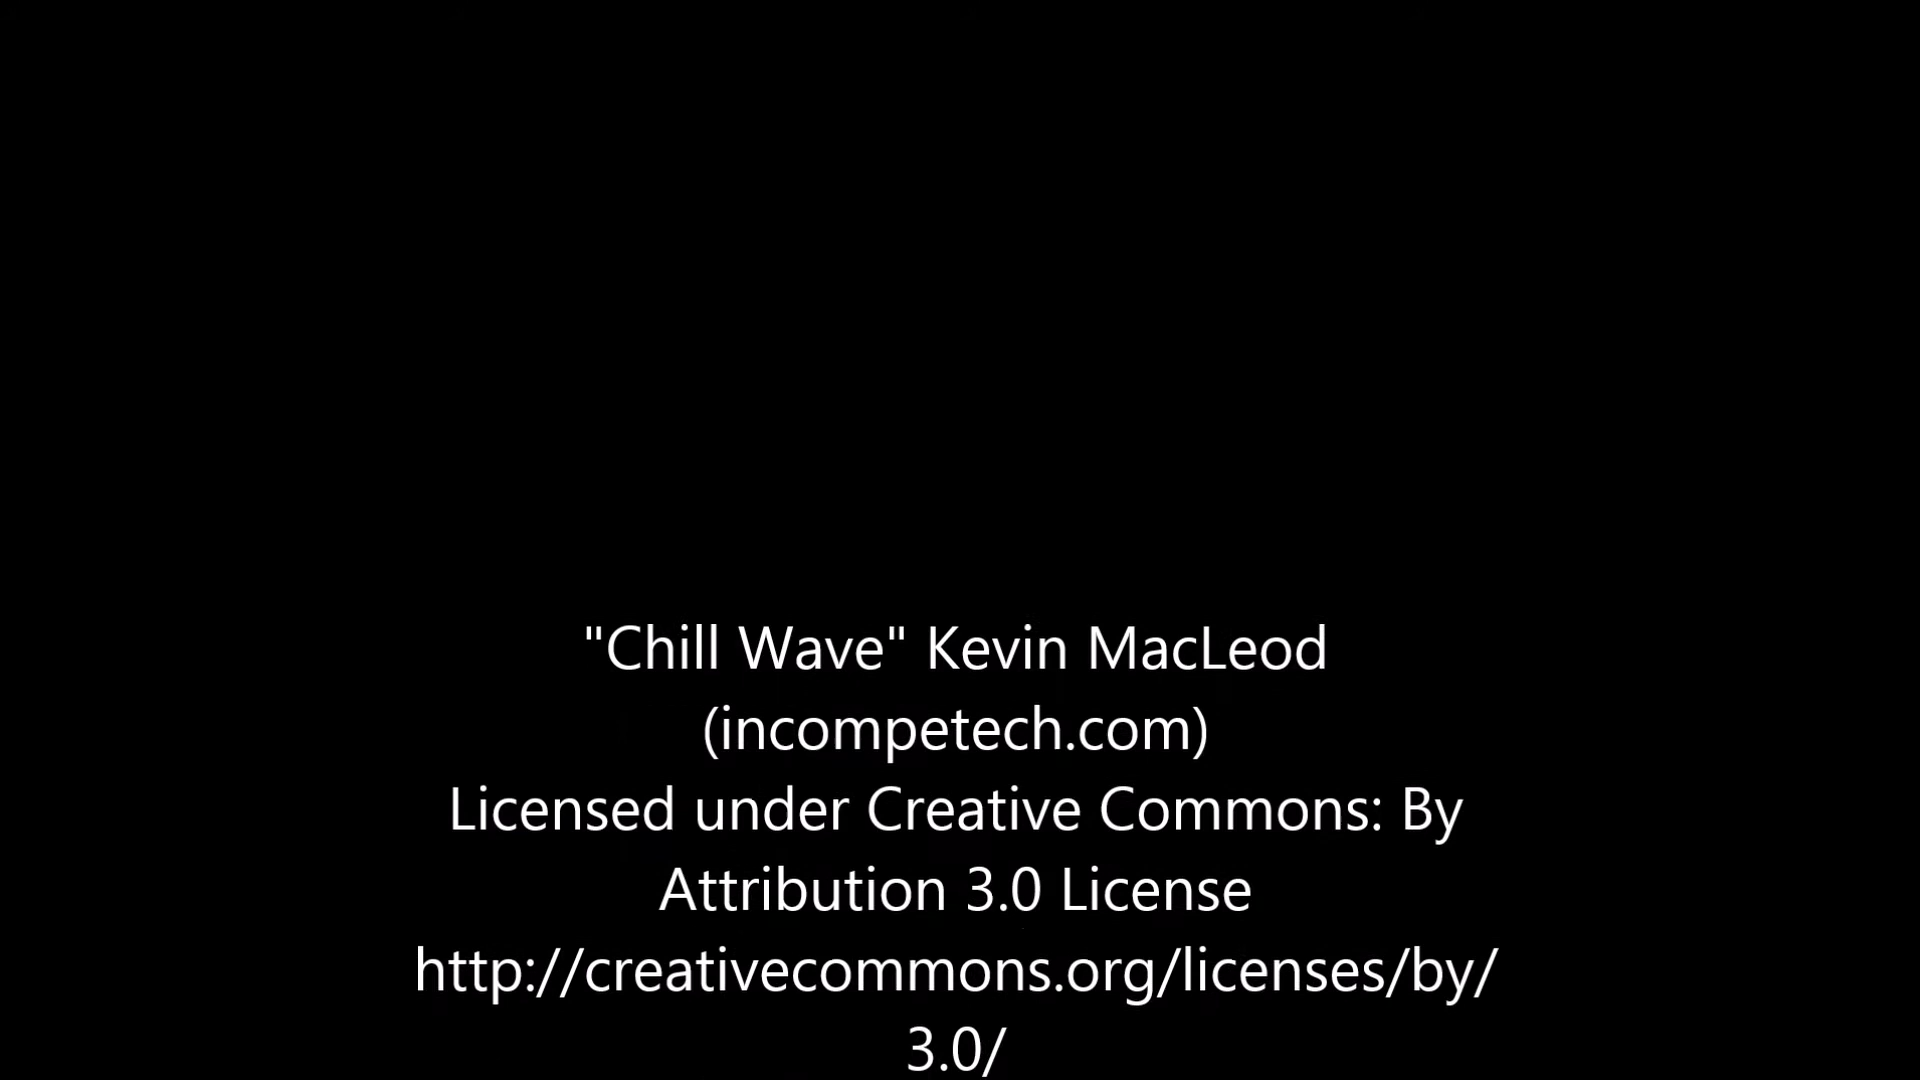 "Chill Wave" Kevin MacLeod
(incompetech.com)
Licensed under Creative Commons: By
Attribution 3.0 License
http://creativecommons.org/licenses/by/
3.0/